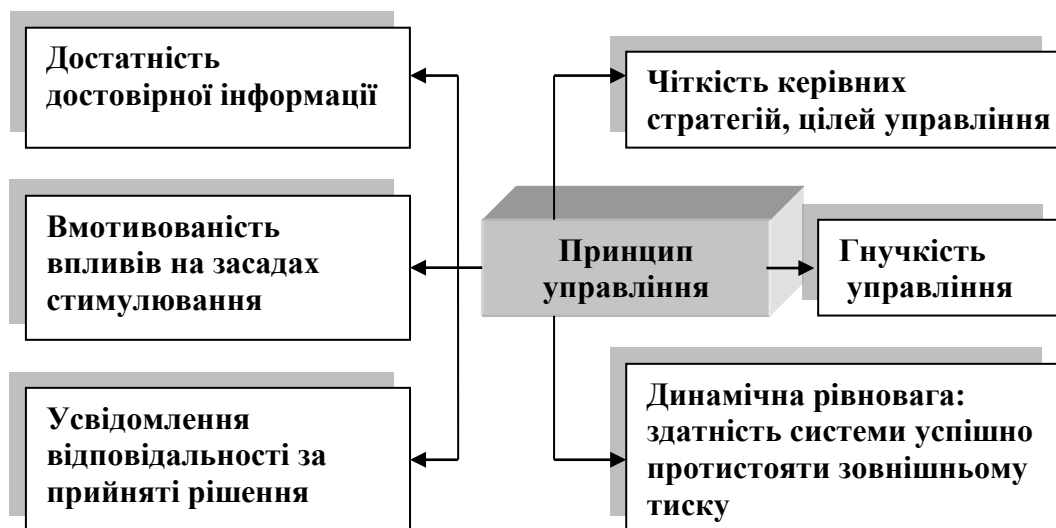 Достатність
достовірної інформації
Вмотивованість
впливів на засадах
стимулювання
Усвідомлення
відповідальності за
прийняті рішення
Принцип
управління
Чіткість керівних
стратегій, цілей управління
Гнучкість
управління
Динамічна рівновага:
здатність системи успішно
протистояти зовнішньому
тиску